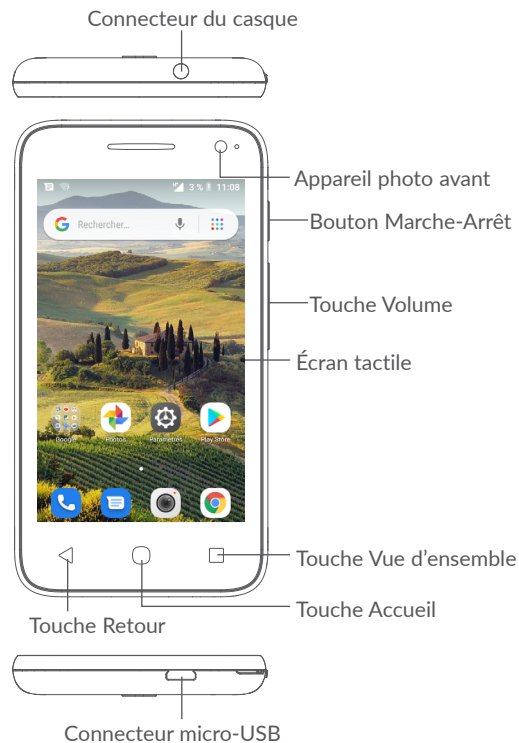 Connecteur du casque
Appareil photo avant
3 % 11:08
Bouton Marche-Arrêt
G Rechercher...
Touche Volume
Écran tactile
Google Photos Paramètres Play Store
Touche Vue d'ensemble
Touche Accueil
Touche Retour
Connecteur micro-USB